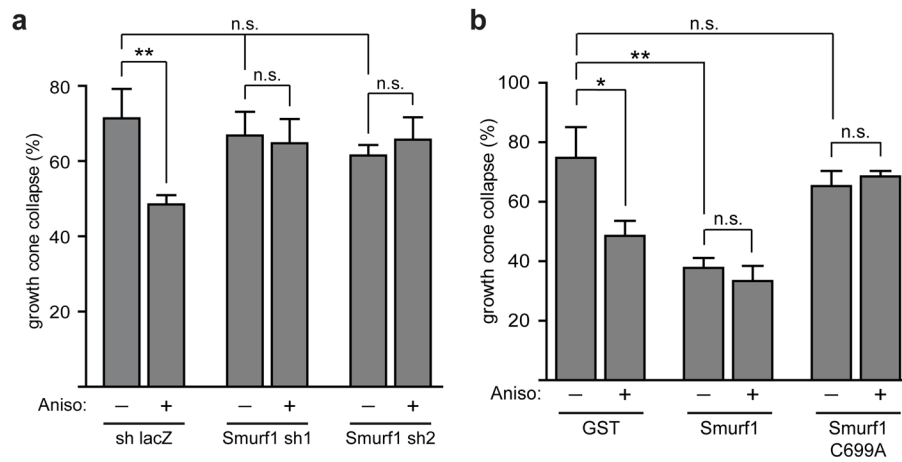 a
n.s.
**
n.s.
n.s.
80
60
40
20
growth cone collapse (%)
Aniso: – + – + – +
sh lacZ Smurf1 sh1 Smurf1 sh2
b
n.s.
**
*
n.s.
n.s.
100
80
60
40
20
growth cone collapse (%)
Aniso: – + – + – +
GST Smurf1 Smurf1
C699A